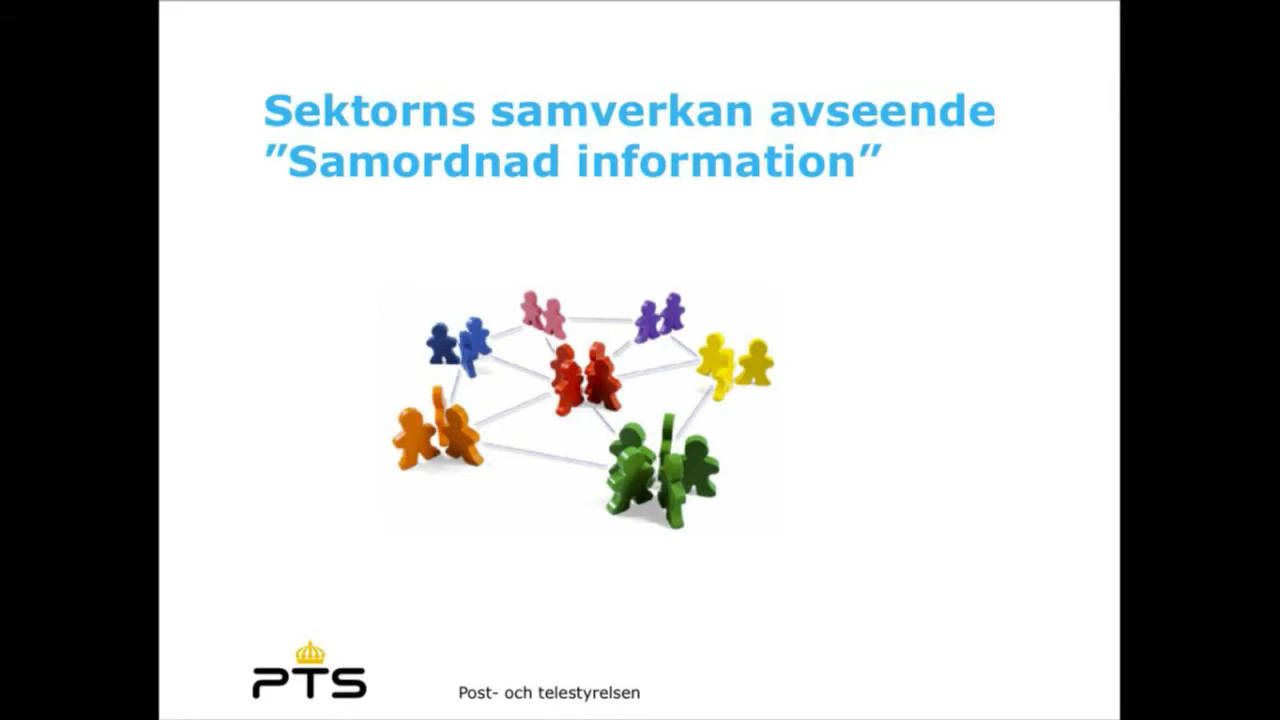 Sektorns samverkan avseende
”Samordnad information”
PTS
Post- och telestyrelsen